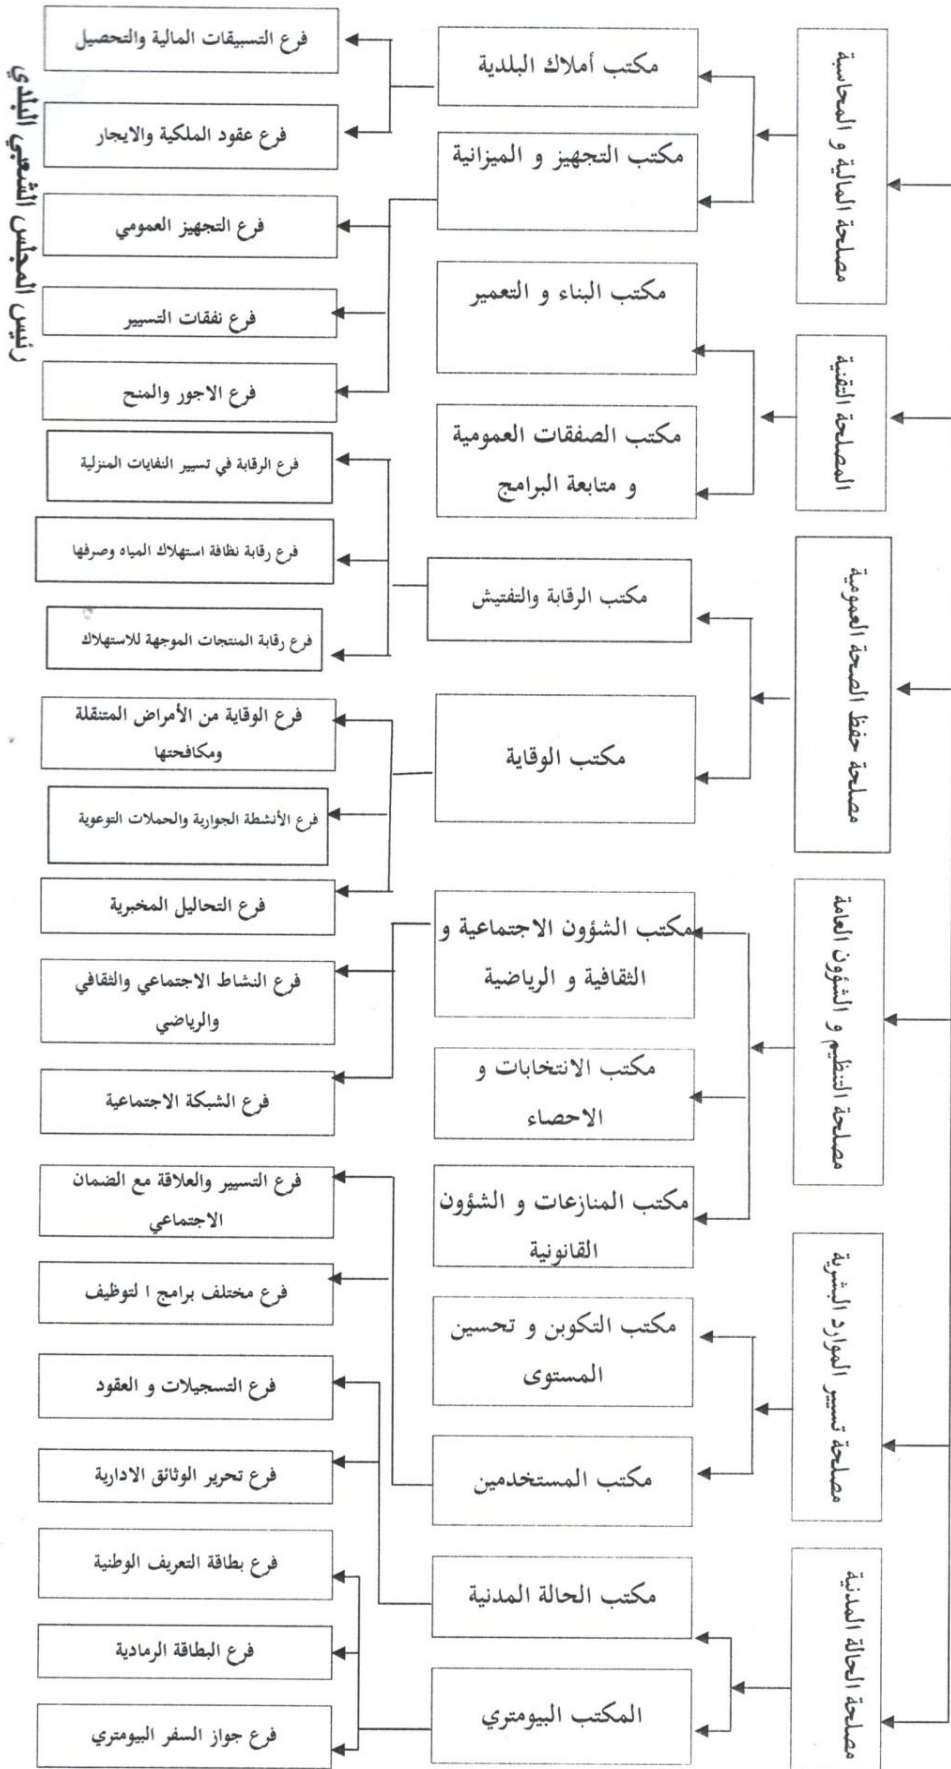 مصلحة المالية و المحاسبة
مكتب أملاك البلدية
فرع التسبيقات المالية والتحصيل
فرع عقود الملكية والايجار
مكتب التجهيز و الميزانية
فرع التجهيز العمومي
فرع نفقات التسيير
فرع الاجور والمنح
المصلحة التقنية
مكتب البناء و التعمير
مكتب الصفقات العمومية
و متابعة البرامج
مصلحة حفظ الصحة العمومية
مكتب الرقابة والتفتيش
فرع الرقابة في تسيير النفايات المنزلية
فرع رقابة نظافة استهلاك المياه وصرفها
فرع رقابة المنتجات الموجهة للاستهلاك
مكتب الوقاية
فرع الوقاية من الأمراض المتنقلة
ومكافحتها
فرع الأنشطة الجوارية والحملات التوعوية
فرع التحاليل المخبرية
مصلحة التنظيم و الشؤون العامة
مكتب الشؤون الاجتماعية و
الثقافية و الرياضية
فرع النشاط الاجتماعي والثقافي
والرياضي
فرع الشبكة الاجتماعية
مكتب الانتخابات و
الاحصاء
مكتب المنازعات و الشؤون
القانونية
مصلحة تسيير الموارد البشرية
مكتب التكوين و تحسين
المستوى
مكتب المستخدمين
فرع التسيير والعلاقة مع الضمان
الاجتماعي
فرع مختلف برامج ا لتوظيف
مصلحة الحالة المدنية
مكتب الحالة المدنية
فرع التسجيلات و العقود
فرع تحرير الوثائق الادارية
المكتب البيومتري
فرع بطاقة التعريف الوطنية
فرع البطاقة الرمادية
فرع جواز السفر البيومتري
رئيس المجلس الشعبي البلدي